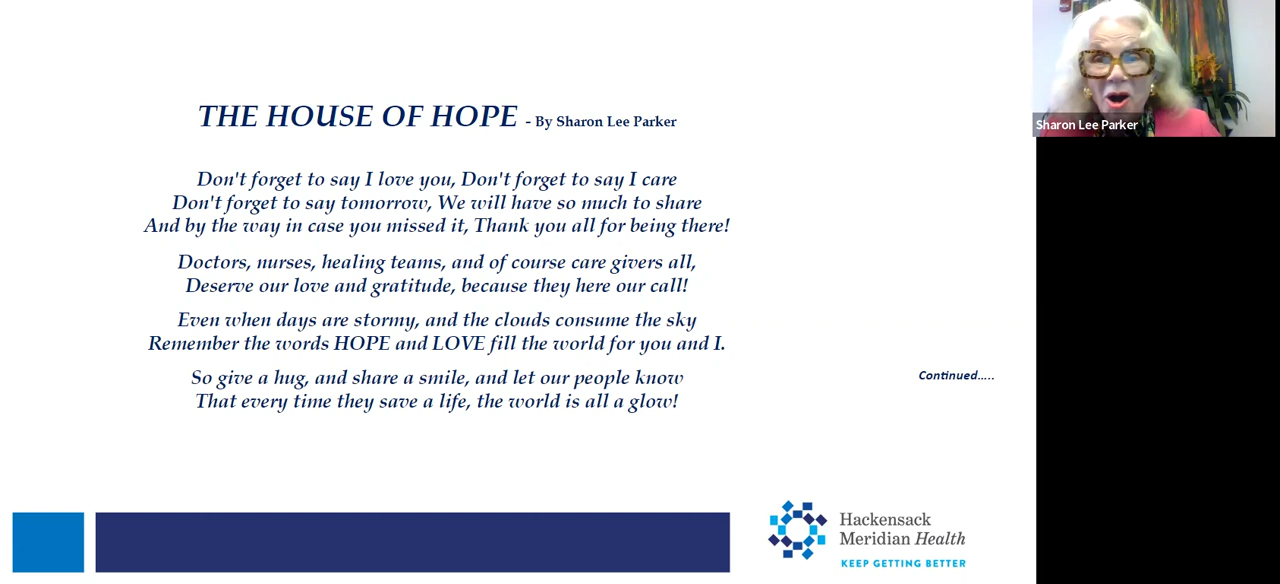 THE HOUSE OF HOPE - By Sharon Lee Parker
Don't forget to say I love you, Don't forget to say I care
Don't forget to say tomorrow, We will have so much to share
And by the way in case you missed it, Thank you all for being there!
Doctors, nurses, healing teams, and of course care givers all,
Deserve our love and gratitude, because they here our call!
Even when days are stormy, and the clouds consume the sky
Remember the words HOPE and LOVE fill the world for you and I.
So give a hug, and share a smile, and let our people know
That every time they save a life, the world is all a glow!
Continued.....
Sharon Lee Parker
Hackensack
Meridian Health
KEEP GETTING BETTER